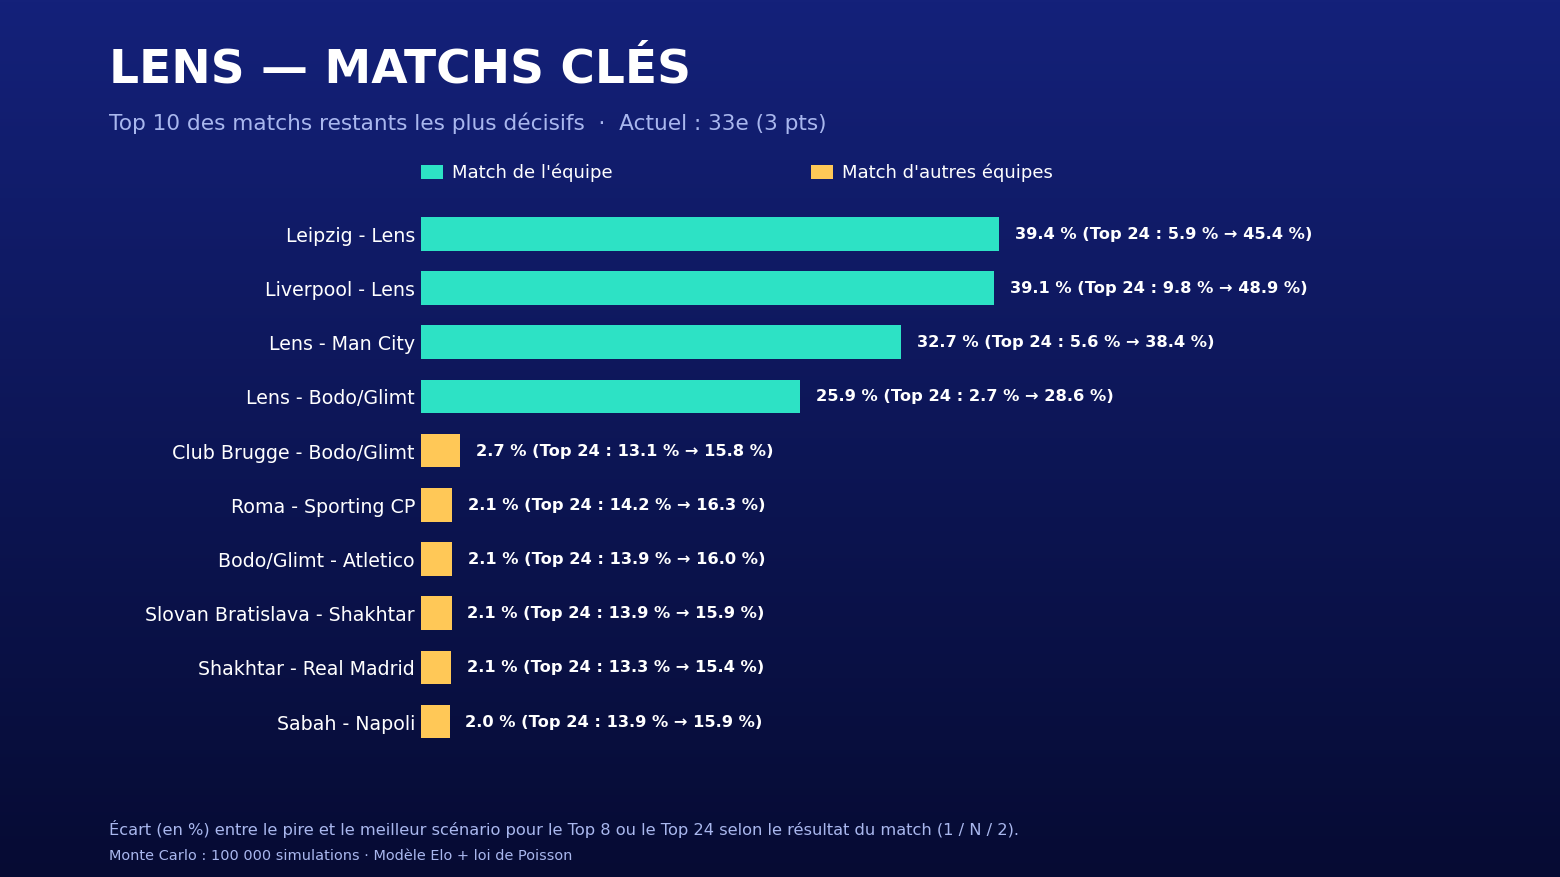 LENS — MATCHS CLÉS
Top 10 des matchs restants les plus décisifs · Actuel : 33e (3 pts)
Match de l'équipe
Match d'autres équipes
Leipzig - Lens 39.4 % (Top 24 : 5.9 % → 45.4 %)
Liverpool - Lens 39.1 % (Top 24 : 9.8 % → 48.9 %)
Lens - Man City 32.7 % (Top 24 : 5.6 % → 38.4 %)
Lens - Bodo/Glimt 25.9 % (Top 24 : 2.7 % → 28.6 %)
Club Brugge - Bodo/Glimt 2.7 % (Top 24 : 13.1 % → 15.8 %)
Roma - Sporting CP 2.1 % (Top 24 : 14.2 % → 16.3 %)
Bodo/Glimt - Atletico 2.1 % (Top 24 : 13.9 % → 16.0 %)
Slovan Bratislava - Shakhtar 2.1 % (Top 24 : 13.9 % → 15.9 %)
Shakhtar - Real Madrid 2.1 % (Top 24 : 13.3 % → 15.4 %)
Sabah - Napoli 2.0 % (Top 24 : 13.9 % → 15.9 %)
Écart (en %) entre le pire et le meilleur scénario pour le Top 8 ou le Top 24 selon le résultat du match (1 / N / 2).
Monte Carlo : 100 000 simulations · Modèle Elo + loi de Poisson